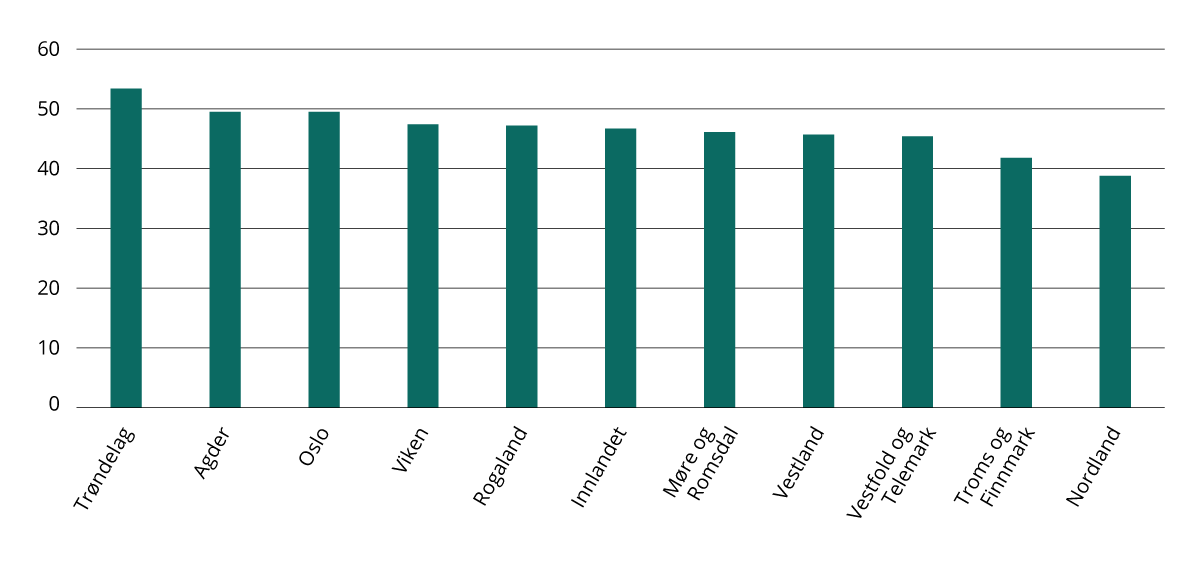 60
50
40
30
20
10
0
Trøndelag
Agder
Oslo
Viken
Rogaland
Innlandet
Møre og
Romsdal
Vestland
Vestfold og
Telemark
Troms og
Finnmark
Nordland